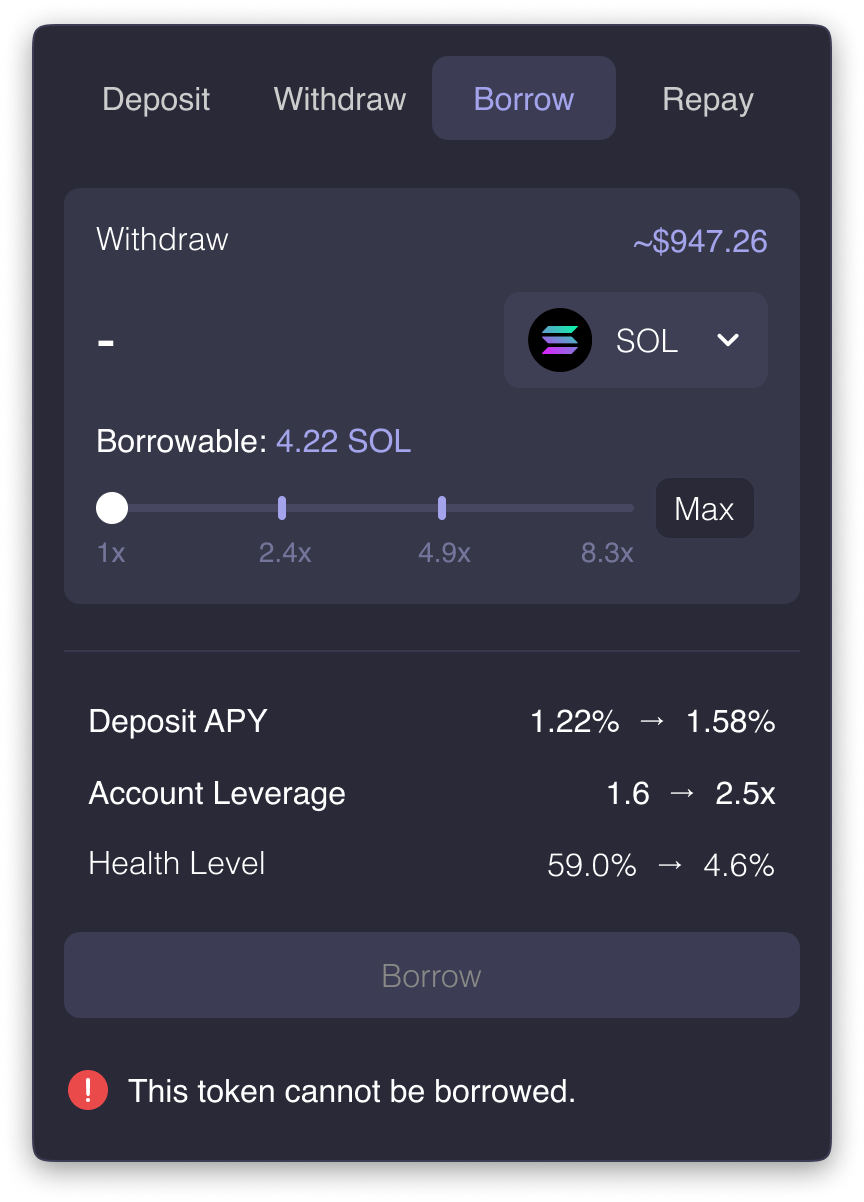 Deposit Withdraw Borrow Repay
Withdraw ~$947.26
- SOL
Borrowable: 4.22 SOL
Max
1x 2.4x 4.9x 8.3x
Deposit APY 1.22% → 1.58%
Account Leverage 1.6 → 2.5x
Health Level 59.0% → 4.6%
Borrow
! This token cannot be borrowed.